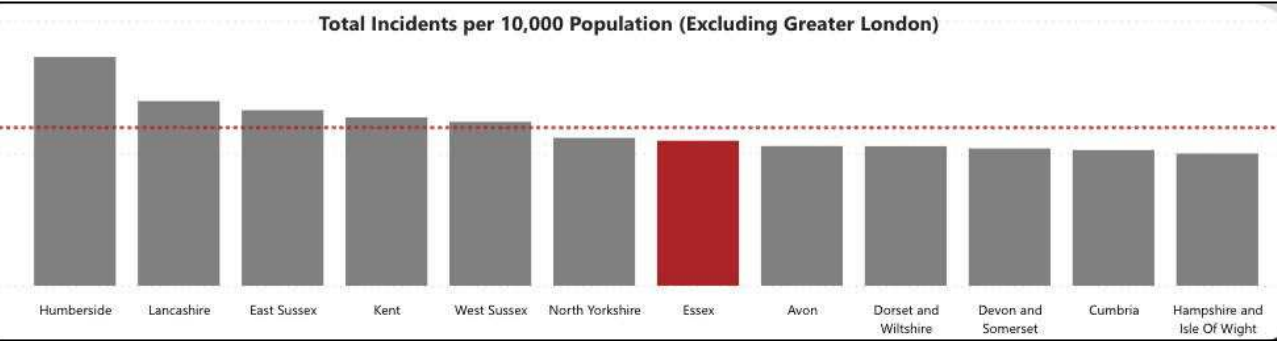 Total Incidents per 10,000 Population (Excluding Greater London)
Humberside
Lancashire
East Sussex
Kent
West Sussex
North Yorkshire
Essex
Avon
Dorset and
Wiltshire
Devon and
Somerset
Cumbria
Hampshire and
Isle Of Wight